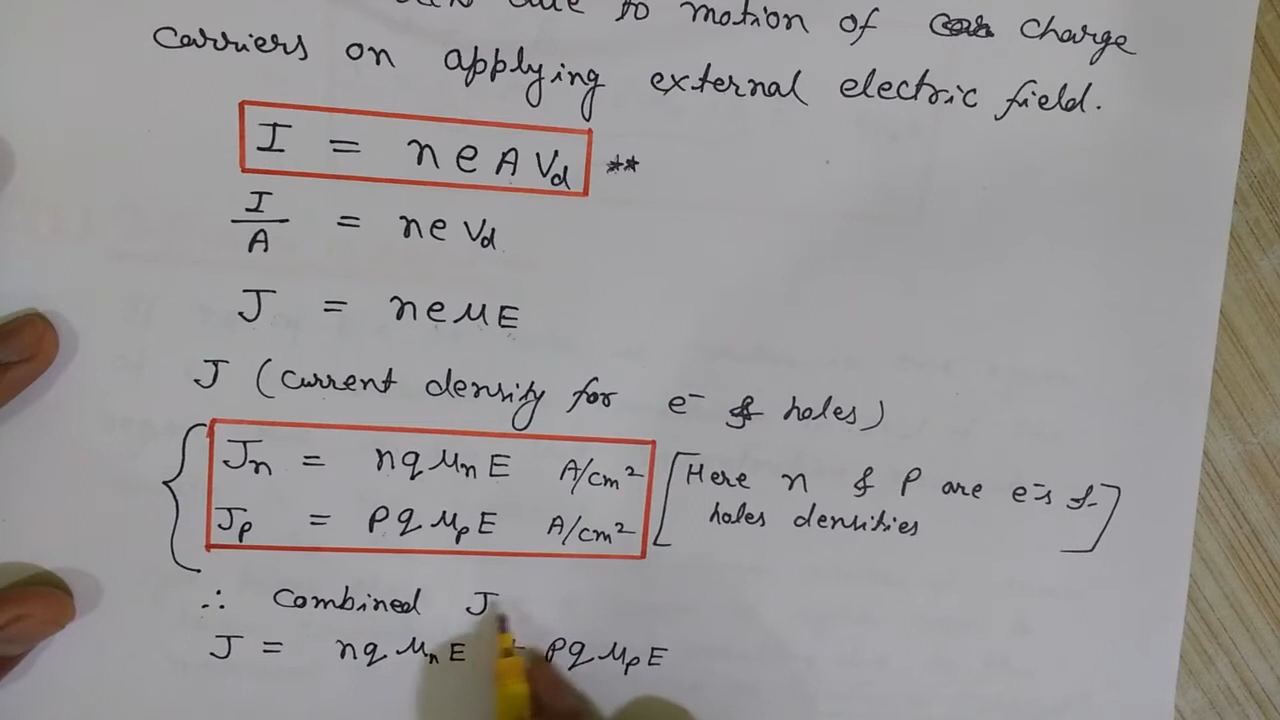 due to motion of charge
carriers on applying external electric field.
I = neAVd **
I/A = neVd
J = neμE
J (current density for e⁻ & holes)
Jn = nqμnE A/cm²
Jp = PqμpE A/cm²
[Here n & P are e⁻s & holes densities]
∴ Combined J
J = nqμnE + PqμpE